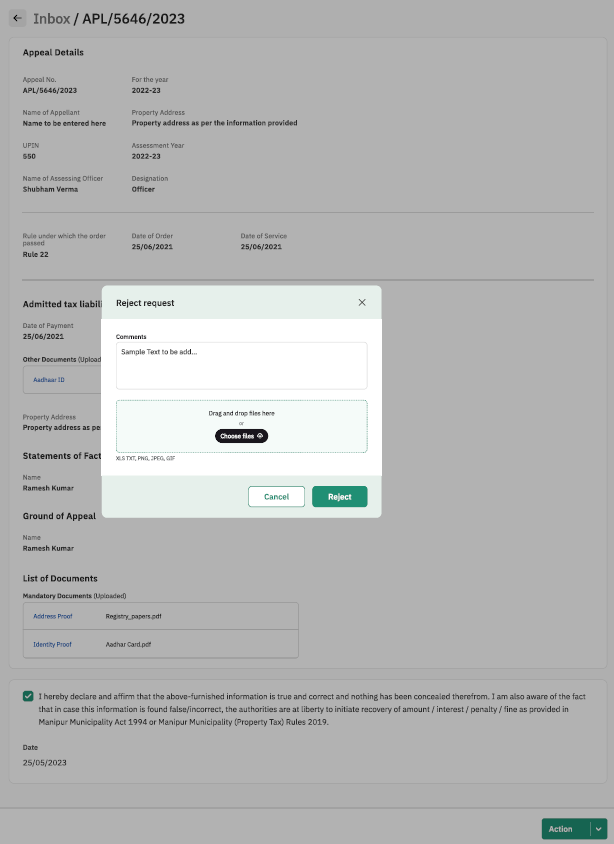 Inbox / APL/5646/2023
Appeal Details
Appeal No.
For the year
APL/5646/2023
2022-23
Name of Appellant
Property Address
Name to be entered here
Property address as per the information provided
UPIN
Assessment Year
550
2022-23
Name of Assessing Officer
Designation
Shubham Verma
Officer
Rule under which the order
passed
Date of Order
Date of Service
Rule 22
25/06/2021
25/06/2021
Admitted tax liabili
Date of Payment
25/06/2021
Other Documents (Upload
Aadhaar ID
Property Address
Property address as pe
Statements of Fact
Name
Ramesh Kumar
Ground of Appeal
Name
Ramesh Kumar
Reject request
Comments
Sample Text to be add...
Drag and drop files here
or
Choose files
XLS TXT, PNG, JPEG, GIF
Cancel
Reject
List of Documents
Mandatory Documents (Uploaded)
Address Proof
Registry_papers.pdf
Identity Proof
Aadhar Card.pdf
I hereby declare and affirm that the above-furnished information is true and correct and nothing has been concealed therefrom. I am also aware of the fact
that in case this information is found false/incorrect, the authorities are at liberty to initiate recovery of amount / interest / penalty / fine as provided in
Manipur Municipality Act 1994 or Manipur Municipality (Property Tax) Rules 2019.
Date
25/05/2023
Action